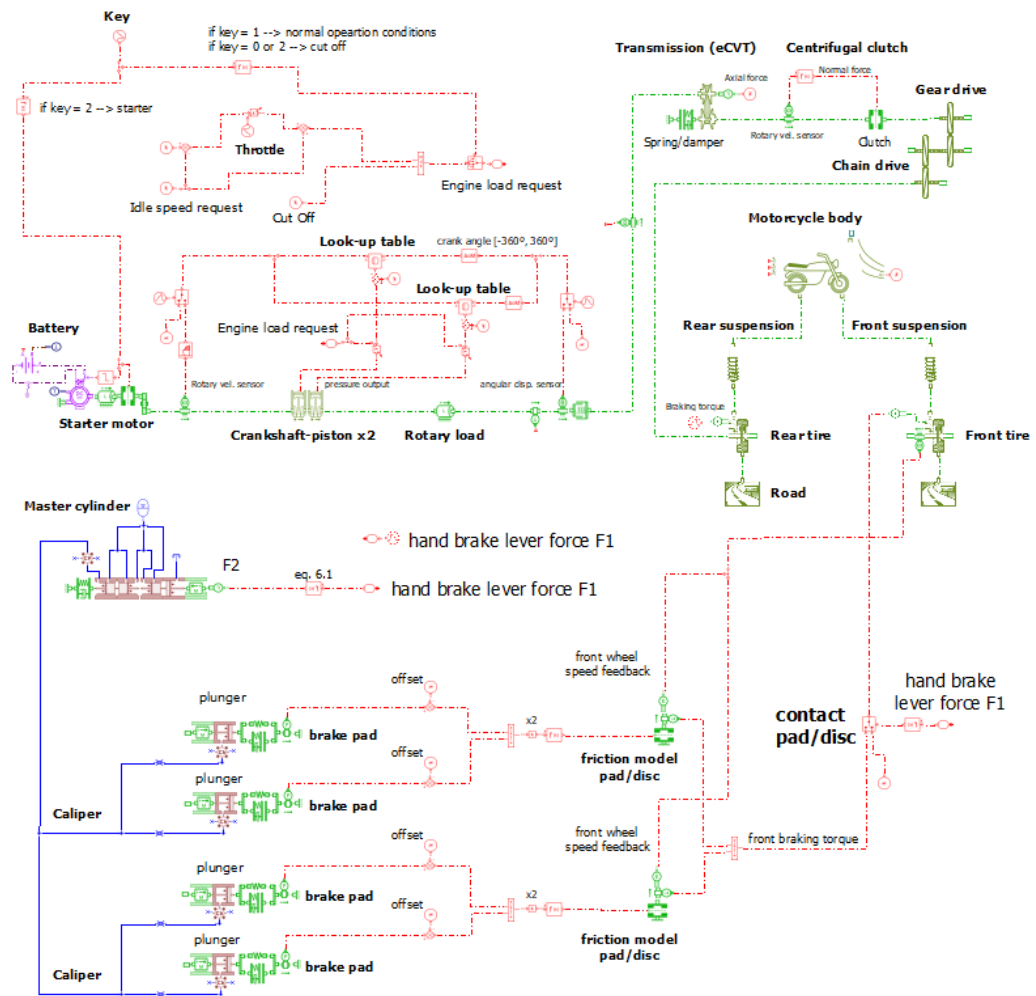 Key
if key = 1 --> normal opeartion conditions
if key = 0 or 2 --> cut off
if key = 2 --> starter
Throttle
Idle speed request
Cut Off
Engine load request
Transmission (eCVT)
Centrifugal clutch
Axial force
Normal force
Gear drive
Spring/damper
Rotary vel. sensor
Clutch
Chain drive
Look-up table
crank angle [-360º, 360º]
Look-up table
Engine load request
Motorcycle body
Rear suspension
Front suspension
Battery
Starter motor
Rotary vel. sensor
pressure output
angular disp. sensor
Crankshaft-piston x2
Rotary load
Braking torque
Rear tire
Front tire
Road
Master cylinder
F2
eq. 6.1
hand brake lever force F1
hand brake lever force F1
front wheel
speed feedback
offset
plunger
brake pad
x2
friction model
pad/disc
offset
plunger
brake pad
Caliper
contact
pad/disc
hand brake
lever force F1
front braking torque
front wheel
speed feedback
offset
plunger
brake pad
x2
friction model
pad/disc
offset
plunger
brake pad
Caliper